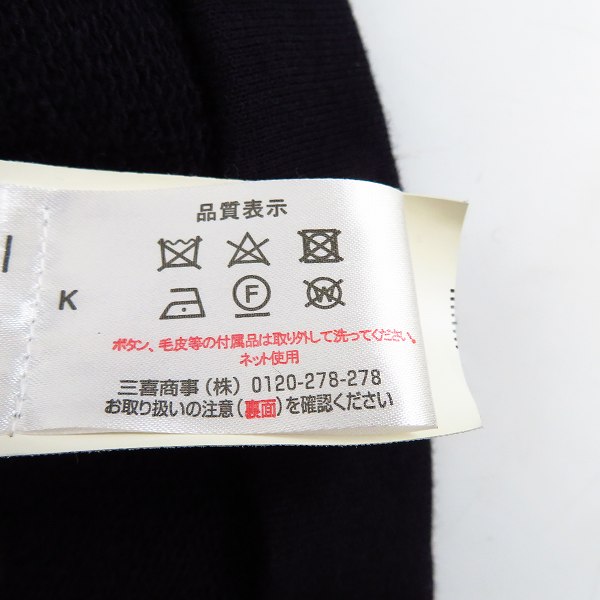 品質表示
K
F
W
ボタン、毛皮等の付属品は取り外して洗ってください。
ネット使用
三喜商事（株）0120-278-278
お取り扱いの注意（裏面）を確認ください